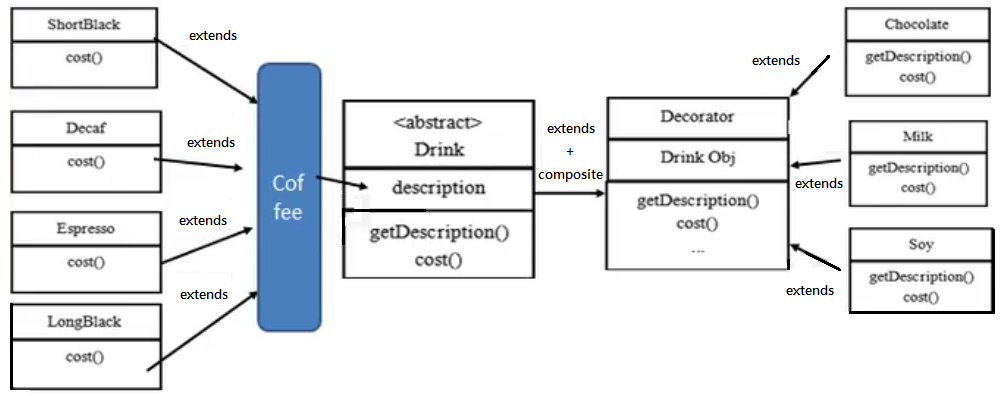 ShortBlack
cost()
extends
Decaf
cost()
extends
Espresso
cost()
extends
LongBlack
cost()
extends
Cof
fee
<abstract>
Drink
description
getDescription()
cost()
extends
+
composite
Decorator
Drink Obj
getDescription()
cost()
...
Chocolate
getDescription()
cost()
extends
Milk
getDescription()
cost()
extends
Soy
getDescription()
cost()
extends